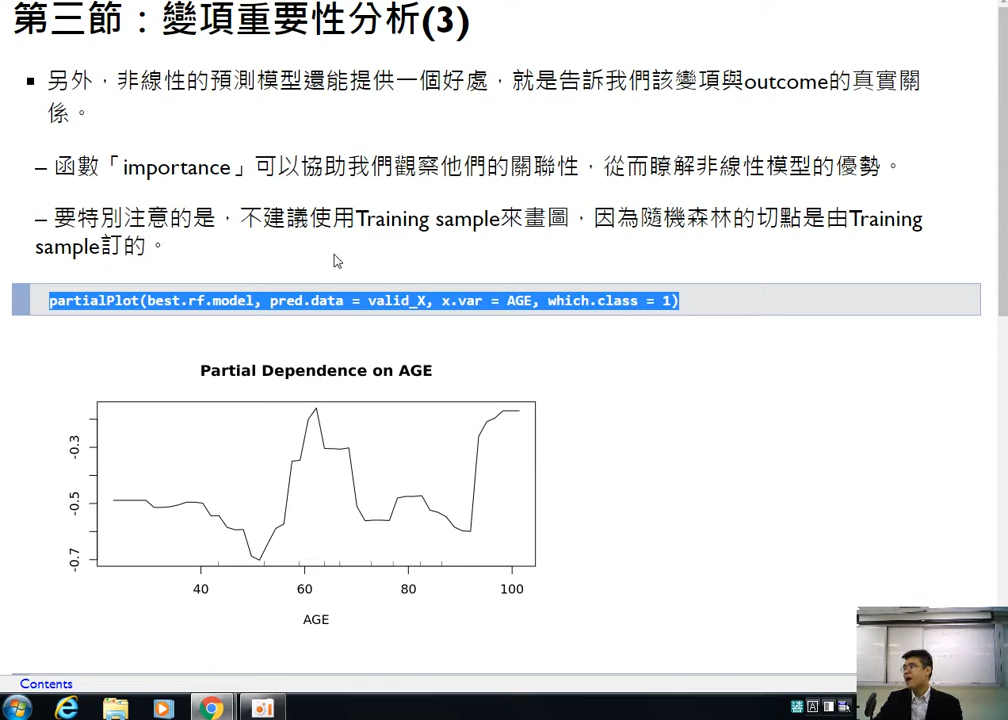 第三節：變項重要性分析(3)
▪ 另外，非線性的預測模型還能提供一個好處，就是告訴我們該變項與outcome的真實關
係。
– 函數「importance」可以協助我們觀察他們的關聯性，從而瞭解非線性模型的優勢。
– 要特別注意的是，不建議使用Training sample來畫圖，因為隨機森林的切點是由Training
sample訂的。
partialPlot(best.rf.model, pred.data = valid_X, x.var = AGE, which.class = 1)
Partial Dependence on AGE
-0.3
-0.5
-0.7
40 60 80 100
AGE
Contents